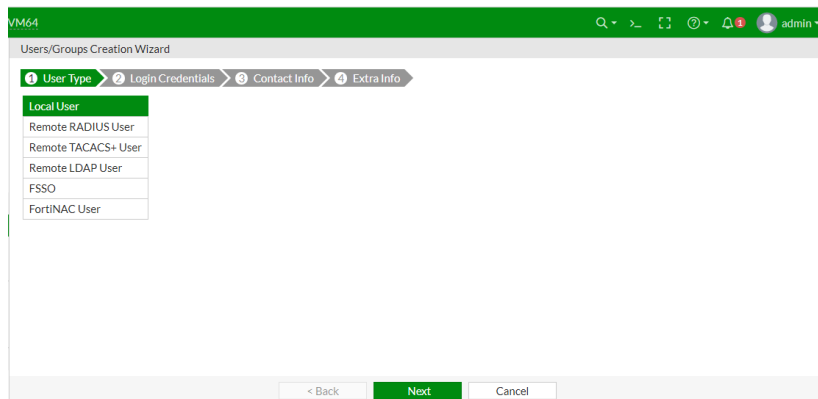 VM64
>_ 1 admin
Users/Groups Creation Wizard
1 User Type 2 Login Credentials 3 Contact Info 4 Extra Info
Local User
Remote RADIUS User
Remote TACACS+ User
Remote LDAP User
FSSO
FortiNAC User
< Back Next Cancel